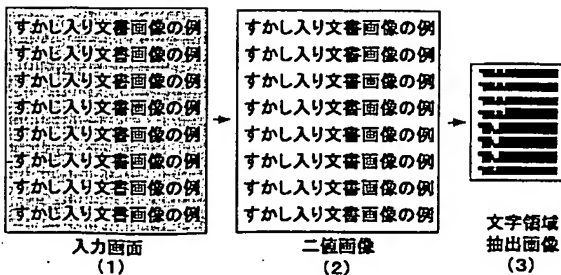 すかし入り文書画像の例
すかし入り文書画像の例
すかし入り文書画像の例
すかし入り文書画像の例
すかし入り文書画像の例
すかし入り文書画像の例
すかし入り文書画像の例
すかし入り文書画像の例
入力画面
(1)
すかし入り文書画像の例
すかし入り文書画像の例
すかし入り文書画像の例
すかし入り文書画像の例
すかし入り文書画像の例
すかし入り文書画像の例
すかし入り文書画像の例
すかし入り文書画像の例
二値画像
(2)
文字領域
抽出画像
(3)